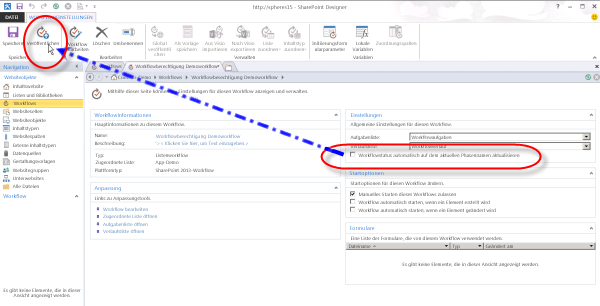 http://spheres15 - SharePoint Designer
DATEI
WORKFLOWEINSTELLUNGEN
Speichern
Veröffentlichen
Workflow bearbeiten
Löschen
Umbenennen
Global veröffentlichen
Als Vorlage speichern
Aus Visio importieren
Nach Visio exportieren
Liste zuordnen
Inhaltstyp zuordnen
Initiierungsformularparameter
Lokale Variablen
Zuordnungsspalten
Speichern
Bearbeiten
Verwalten
Variablen
Navigation
Workflows
Workflowberechtigung Demoworkflow
Workflows
Workflowberechtigung Demoworkflow
Websiteobjekte
Inhaltswebsite
Listen und Bibliotheken
Workflows
Websiteseiten
Websiteobjekte
Inhaltstypen
Websitespalten
Externe Inhaltstypen
Datenquellen
Gestaltungsvorlagen
Websitegruppen
Unterwebsites
Alle Dateien
Workflow
Es gibt keine Elemente, die in dieser
Ansicht angezeigt werden.
Mithilfe dieser Seite können Sie Einstellungen für diesen Workflow anzeigen und verwalten.
Workflowinformationen
Hauptinformationen zu diesem Workflow.
Name:
Workflowberechtigung Demoworkflow
Beschreibung:
<< Klicken Sie hier, um Text einzugeben.>
Typ:
Listenworkflow
Zugeordnete Liste:
App Demo
Plattformtyp:
SharePoint 2013-Workflow
Anpassung
Links zu Anpassungstools.
Workflow bearbeiten
Zugeordnete Liste öffnen
Aufgabenliste öffnen
Verlaufsliste öffnen
Einstellungen
Allgemeine Einstellungen für diesen Workflow.
Aufgabenliste:
Workflowaufgaben
Verlaufsliste:
Workflowverlauf
Workflowstatus automatisch auf den aktuellen Phasennamen aktualisieren
Startoptionen
Startoptionen für diesen Workflow ändern.
Manuelles Starten dieses Workflows zulassen
Workflow automatisch starten, wenn ein Element erstellt wird
Workflow automatisch starten, wenn ein Element geändert wird
Formulare
Eine Liste der Formulare, die von diesem Workflow verwendet werden.
Dateiname
Typ
Geändert am
Es gibt keine Elemente, die in dieser Ansicht angezeigt werden.